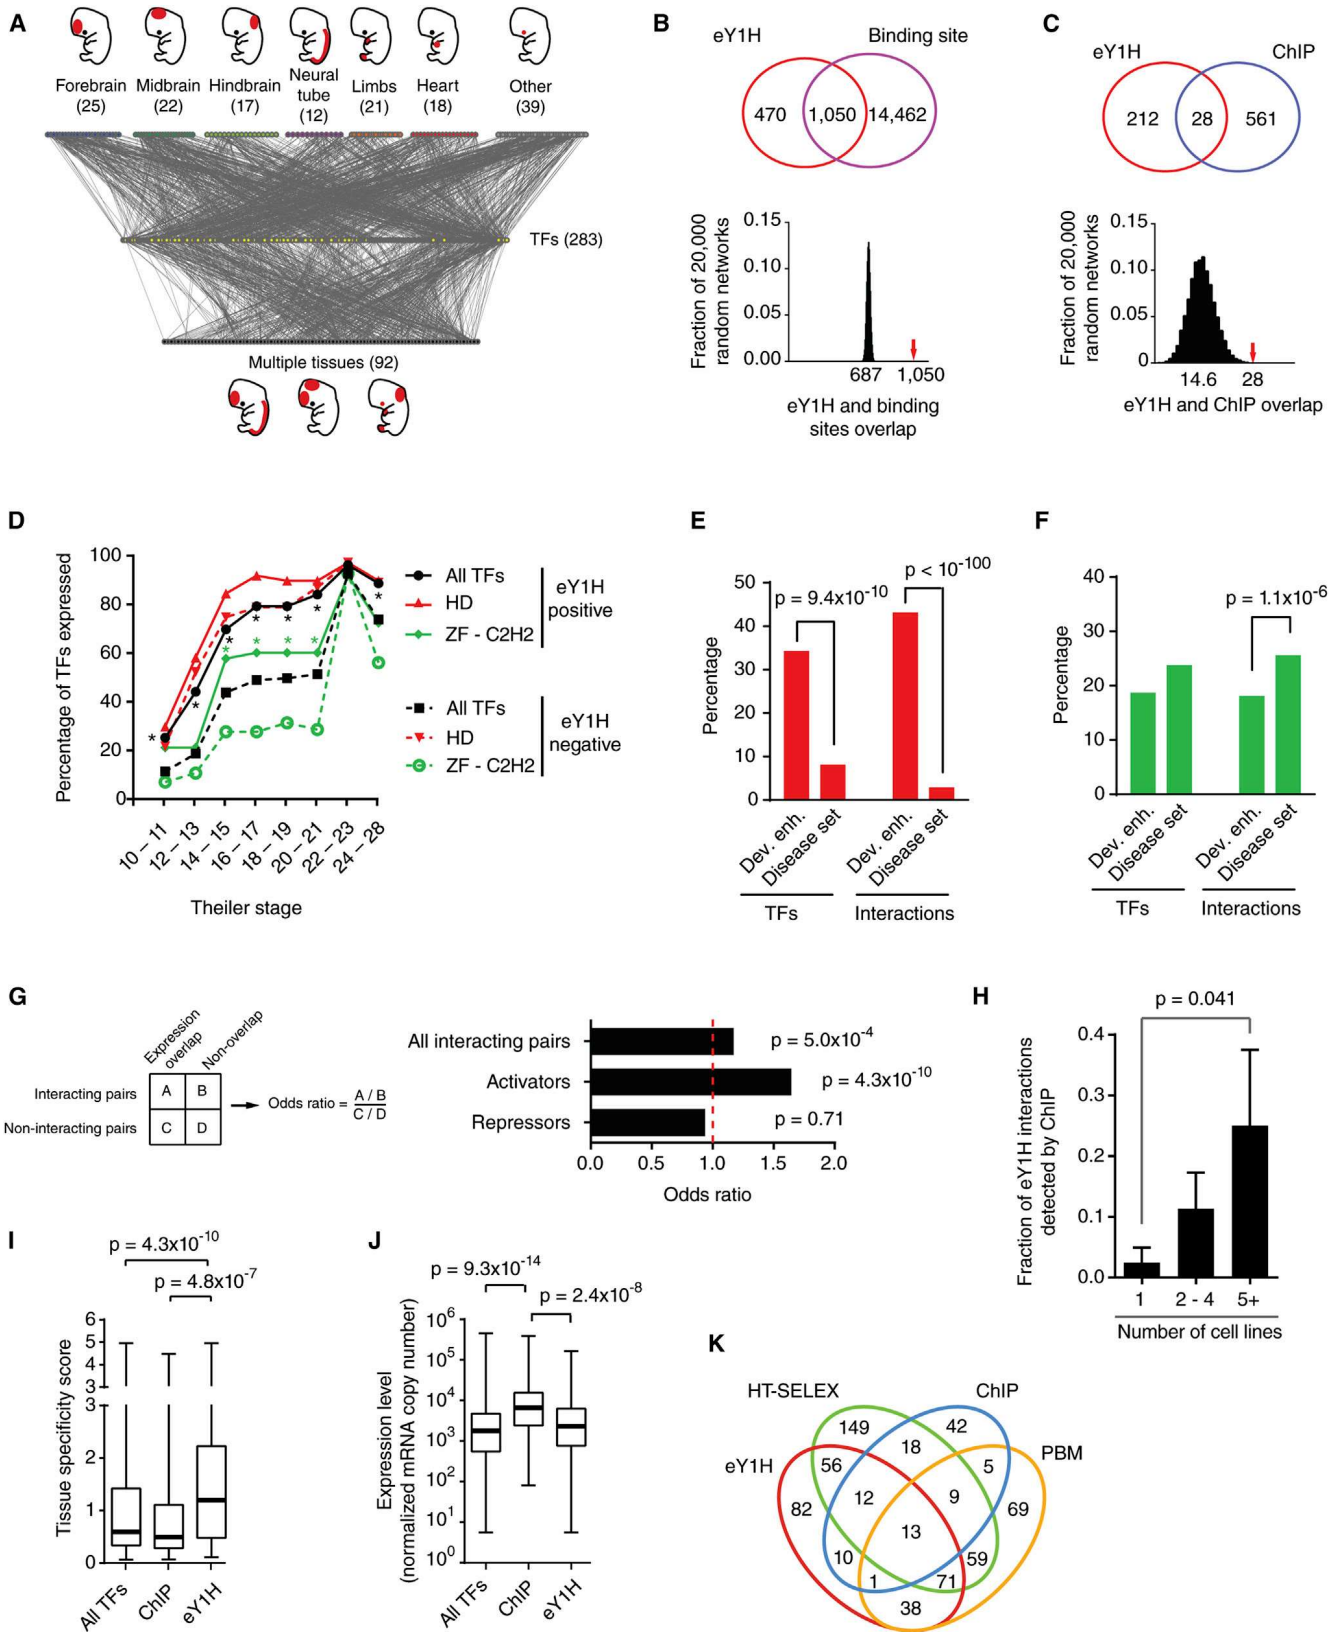 A
Forebrain (25)
Midbrain (22)
Hindbrain (17)
Neural tube (12)
Limbs (21)
Heart (18)
Other (39)
TFs (283)
Multiple tissues (92)
B
eY1H
Binding site
470
1,050
14,462
Fraction of 20,000 random networks
0.15
0.10
0.05
0.00
687
1,050
eY1H and binding
sites overlap
C
eY1H
ChIP
212
28
561
Fraction of 20,000 random networks
0.15
0.10
0.05
0
14.6
28
eY1H and ChIP overlap
D
Percentage of TFs expressed
100
80
60
40
20
0
* * * * * * * * * * *
10 – 11
12 – 13
14 – 15
16 – 17
18 – 19
20 – 21
22 – 23
24 – 28
Theiler stage
All TFs
HD
ZF - C2H2
eY1H positive
All TFs
HD
ZF - C2H2
eY1H negative
E
Percentage
50
40
30
20
10
0
p = 9.4x10-10
p < 10-100
Dev. enh.
Disease set
Dev. enh.
Disease set
TFs
Interactions
F
Percentage
40
30
20
10
0
p = 1.1x10-6
Dev. enh.
Disease set
Dev. enh.
Disease set
TFs
Interactions
G
Expression overlap
Non-overlap
Interacting pairs
A B
Non-interacting pairs
C D
Odds ratio = A / B
C / D
All interacting pairs
p = 5.0x10-4
Activators
p = 4.3x10-10
Repressors
p = 0.71
0.0 0.5 1.0 1.5 2.0
Odds ratio
H
p = 0.041
Fraction of eY1H interactions detected by ChIP
0.4
0.3
0.2
0.1
0.0
1 2 - 4 5+
Number of cell lines
I
p = 4.3x10-10
p = 4.8x10-7
Tissue specificity score
6
5
4
3
3
2
1
0
All TFs
ChIP
eY1H
J
p = 9.3x10-14
p = 2.4x10-8
Expression level
(normalized mRNA copy number)
106
105
104
103
102
101
100
All TFs
ChIP
eY1H
K
HT-SELEX
ChIP
eY1H
PBM
149
42
18
56
5
82
12
9
69
13
10
59
1
71
38